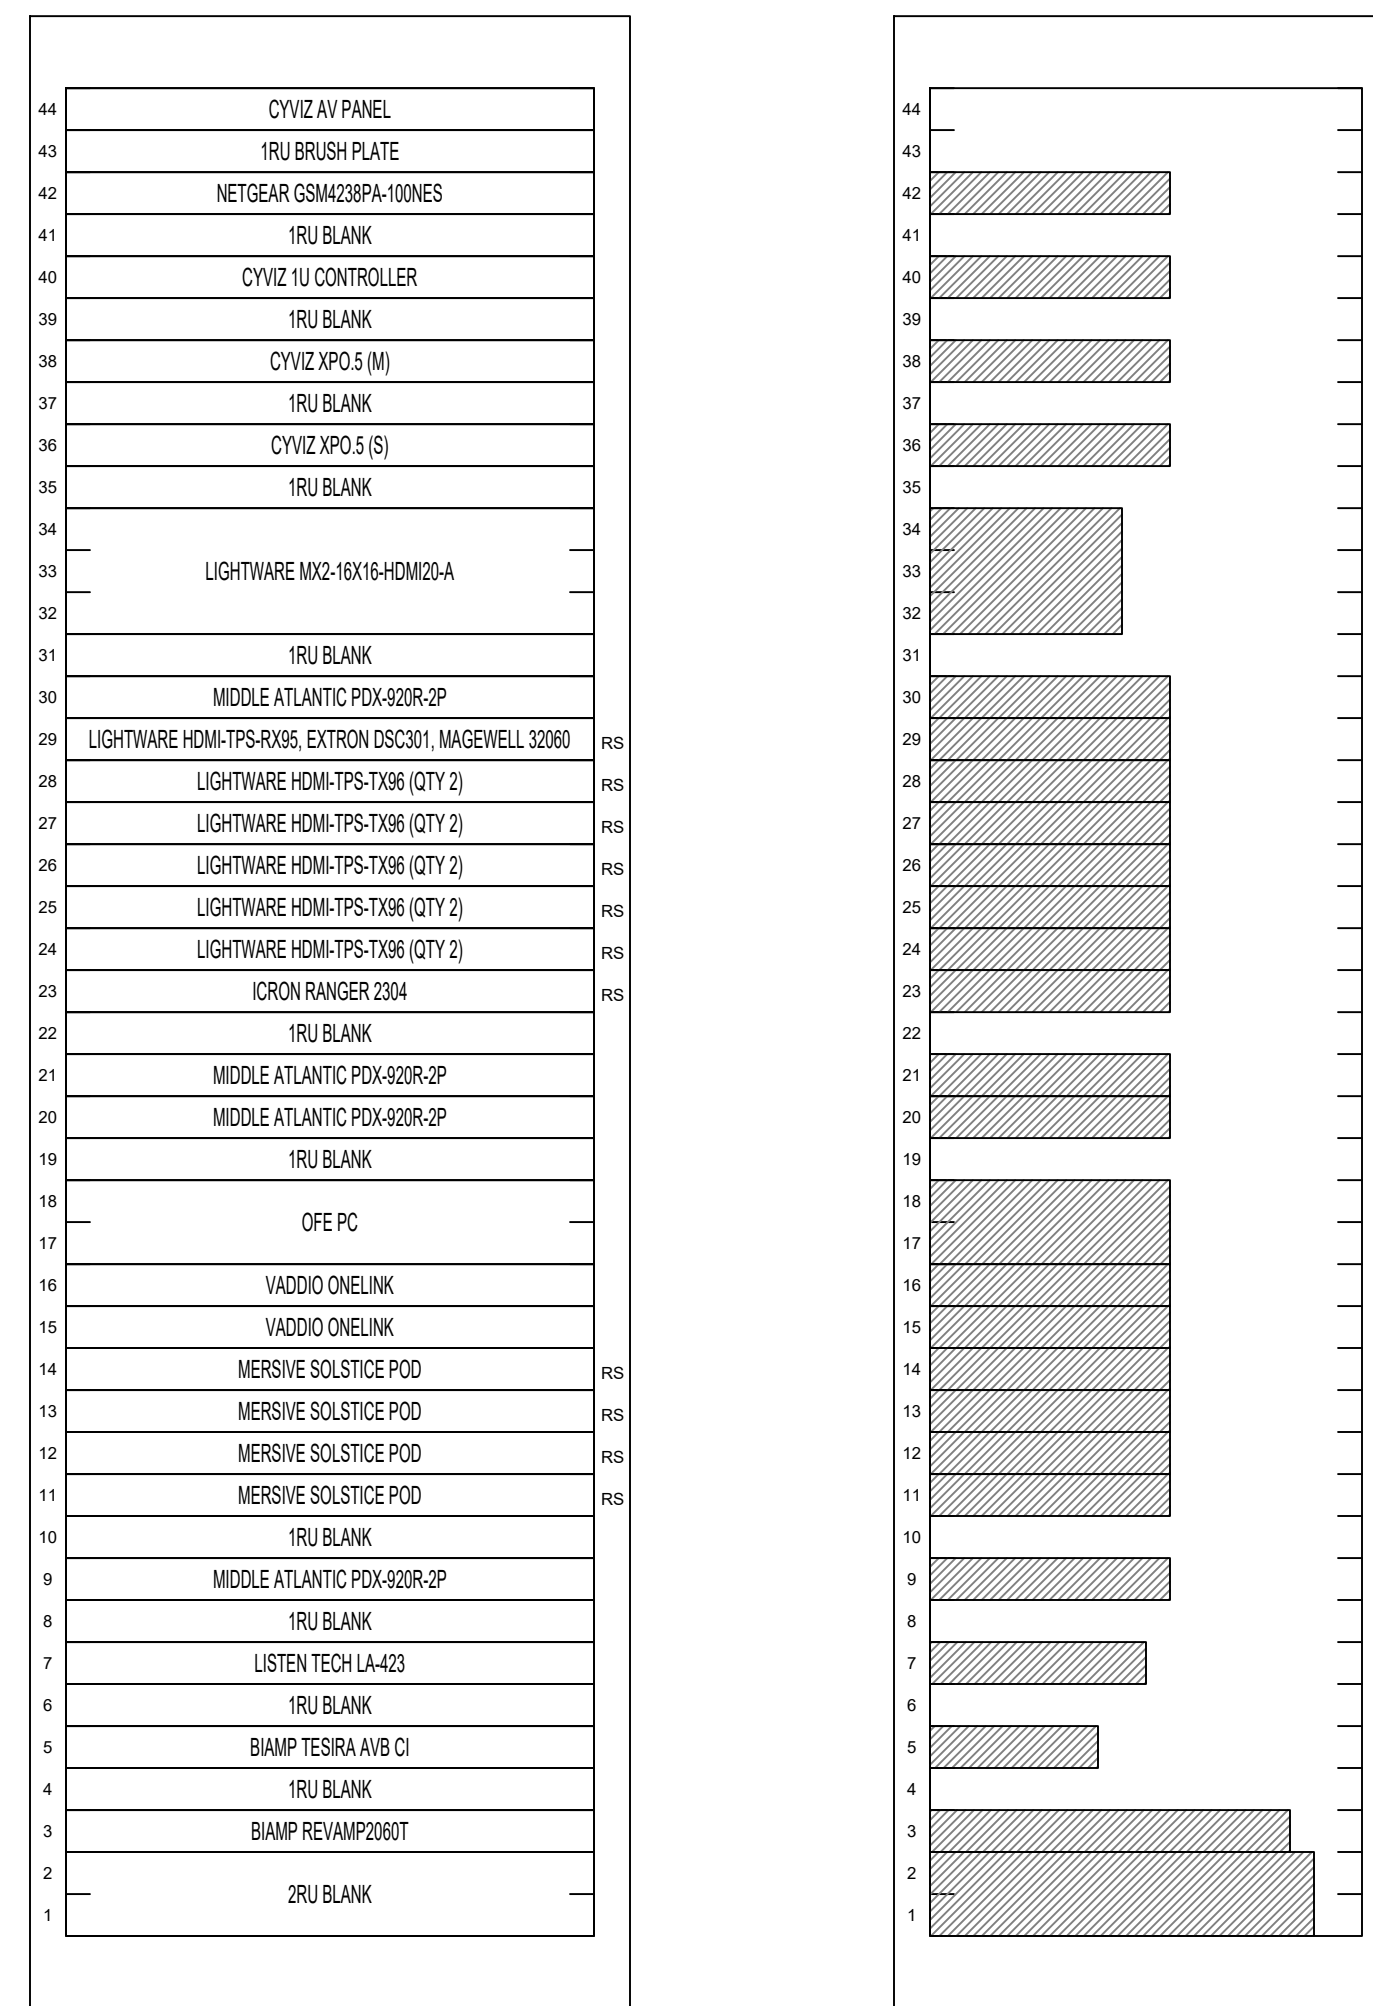 44 CYVIZ AV PANEL
43 1RU BRUSH PLATE
42 NETGEAR GSM4238PA-100NES
41 1RU BLANK
40 CYVIZ 1U CONTROLLER
39 1RU BLANK
38 CYVIZ XPO.5 (M)
37 1RU BLANK
36 CYVIZ XPO.5 (S)
35 1RU BLANK
34
33 LIGHTWARE MX2-16X16-HDMI20-A
32
31 1RU BLANK
30 MIDDLE ATLANTIC PDX-920R-2P
29 LIGHTWARE HDMI-TPS-RX95, EXTRON DSC301, MAGEWELL 32060 RS
28 LIGHTWARE HDMI-TPS-TX96 (QTY 2) RS
27 LIGHTWARE HDMI-TPS-TX96 (QTY 2) RS
26 LIGHTWARE HDMI-TPS-TX96 (QTY 2) RS
25 LIGHTWARE HDMI-TPS-TX96 (QTY 2) RS
24 LIGHTWARE HDMI-TPS-TX96 (QTY 2) RS
23 ICRON RANGER 2304 RS
22 1RU BLANK
21 MIDDLE ATLANTIC PDX-920R-2P
20 MIDDLE ATLANTIC PDX-920R-2P
19 1RU BLANK
18
OFE PC
17
16 VADDIO ONELINK
15 VADDIO ONELINK
14 MERSIVE SOLSTICE POD RS
13 MERSIVE SOLSTICE POD RS
12 MERSIVE SOLSTICE POD RS
11 MERSIVE SOLSTICE POD RS
10 1RU BLANK
9 MIDDLE ATLANTIC PDX-920R-2P
8 1RU BLANK
7 LISTEN TECH LA-423
6 1RU BLANK
5 BIAMP TESIRA AVB CI
4 1RU BLANK
3 BIAMP REVAMP2060T
2
2RU BLANK
1
44
43
42
41
40
39
38
37
36
35
34
33
32
31
30
29
28
27
26
25
24
23
22
21
20
19
18
17
16
15
14
13
12
11
10
9
8
7
6
5
4
3
2
1